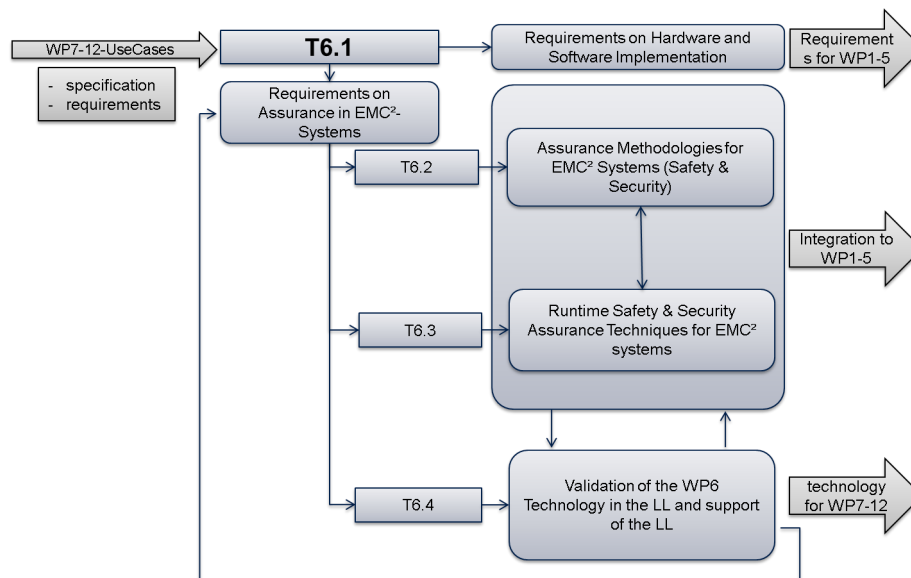 WP7-12-UseCases
- specification
- requirements
T6.1
Requirements on Hardware and
Software Implementation
Requirement
s for WP1-5
Requirements on
Assurance in EMC²-
Systems
T6.2
Assurance Methodologies for
EMC² Systems (Safety &
Security)
Integration to
WP1-5
T6.3
Runtime Safety & Security
Assurance Techniques for EMC²
systems
T6.4
Validation of the WP6
Technology in the LL and support
of the LL
technology
for WP7-12